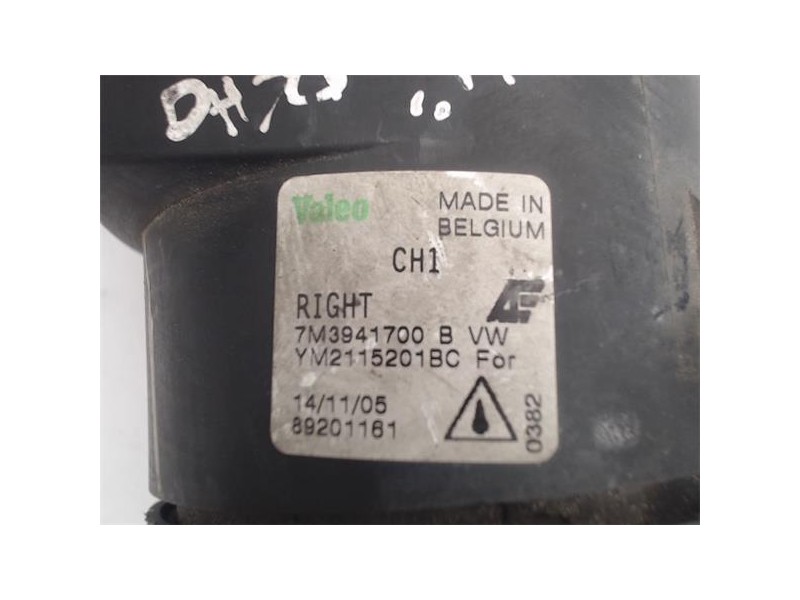 Valeo
MADE IN
BELGIUM
CH1
RIGHT
7M3941700 B VW
YM2115201BC For
14/11/05
89201161
0382